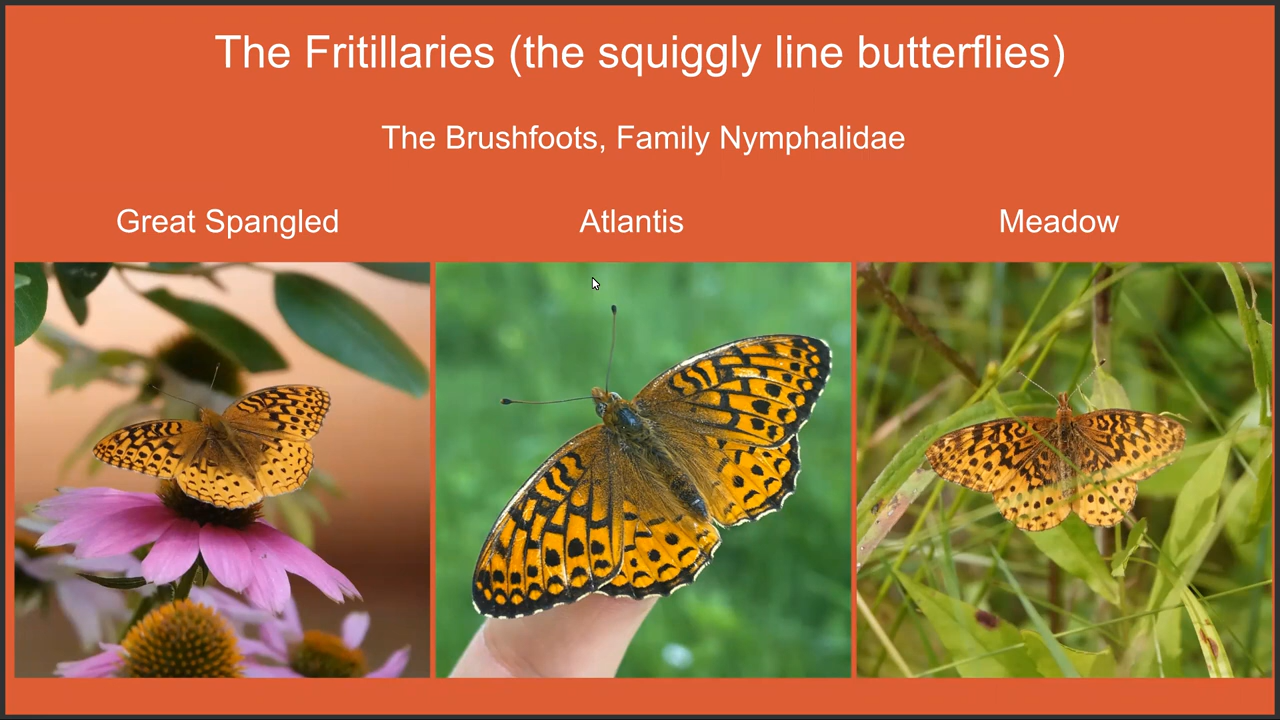 The Fritillaries (the squiggly line butterflies)
The Brushfoots, Family Nymphalidae
Great Spangled
Atlantis
Meadow